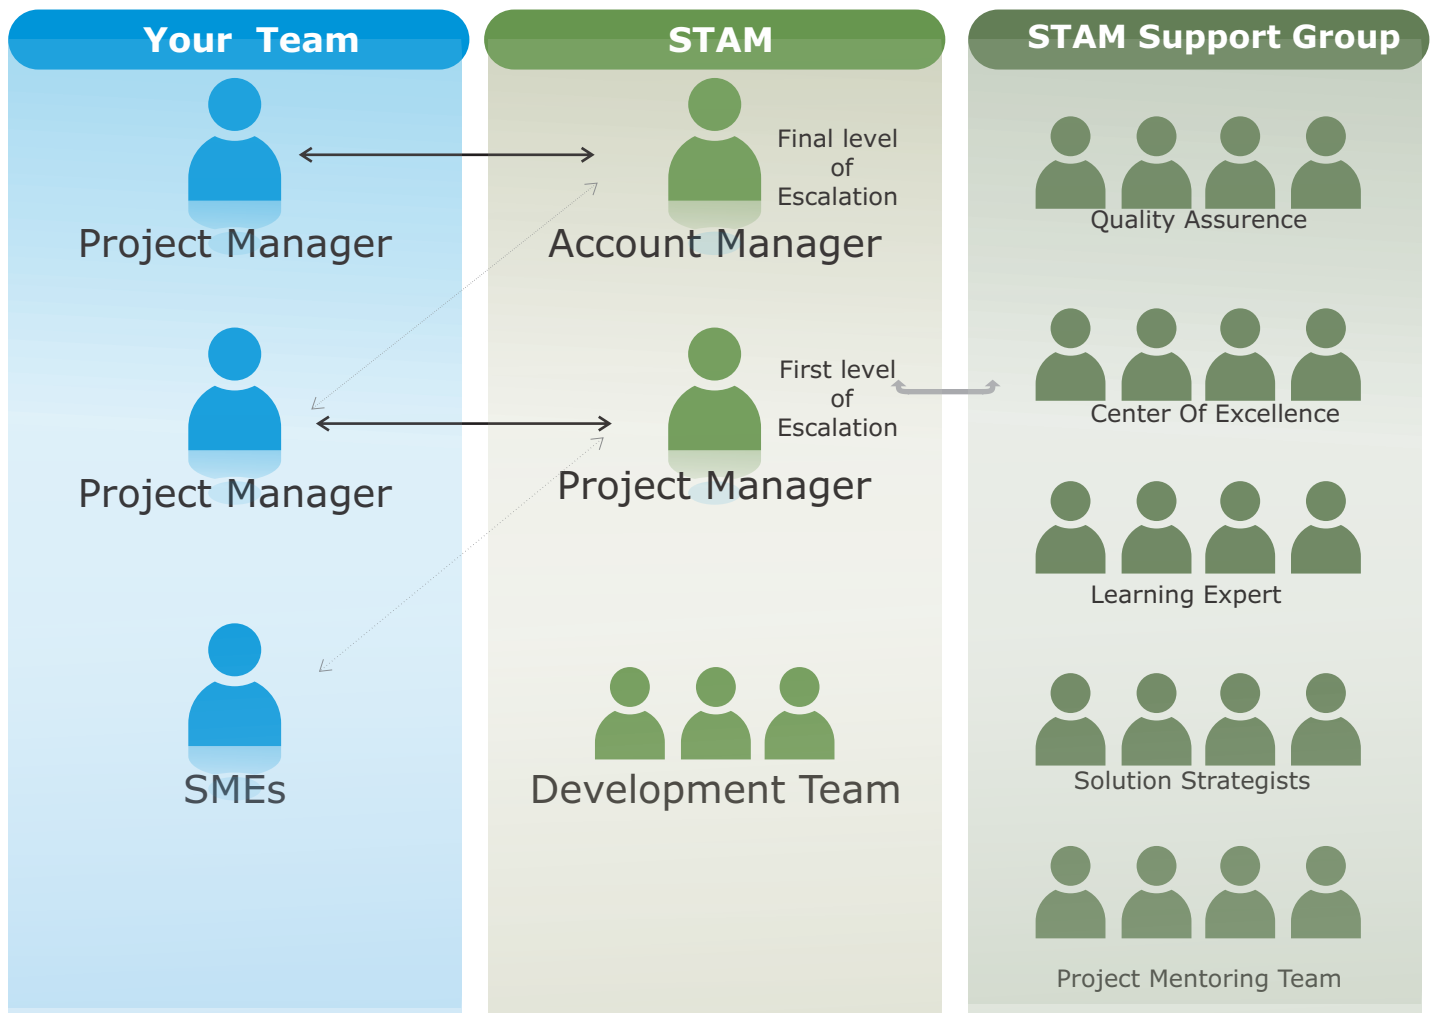 Your Team
Project Manager
Project Manager
SMEs
STAM
Final level
of
Escalation
Account Manager
First level
of
Escalation
Project Manager
Development Team
STAM Support Group
Quality Assurence
Center Of Excellence
Learning Expert
Solution Strategists
Project Mentoring Team